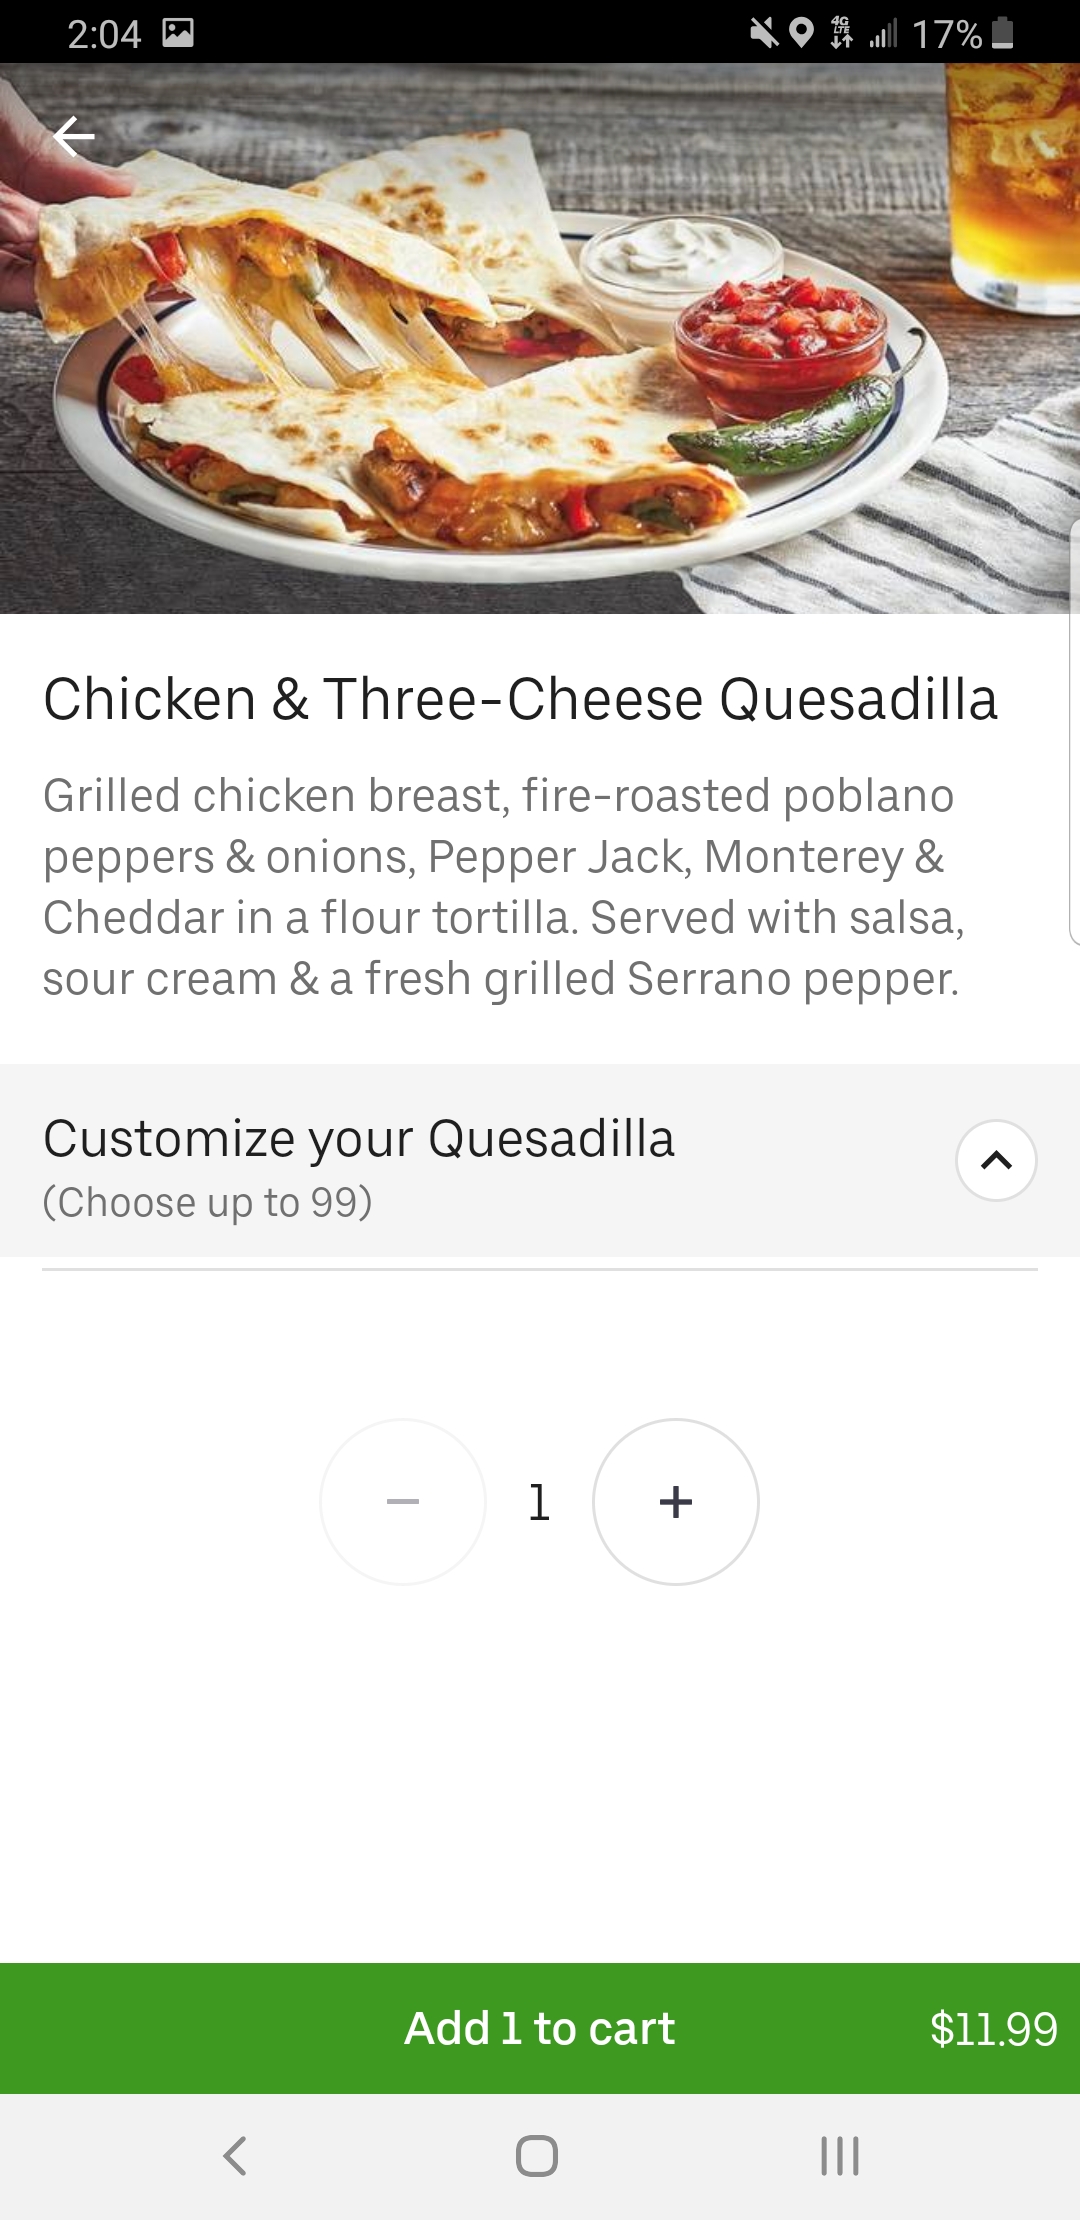 2:04
4G
LTE
17%
Chicken & Three-Cheese Quesadilla
Grilled chicken breast, fire-roasted poblano
peppers & onions, Pepper Jack, Monterey &
Cheddar in a flour tortilla. Served with salsa,
sour cream & a fresh grilled Serrano pepper.
Customize your Quesadilla
(Choose up to 99)
1
Add 1 to cart $11.99